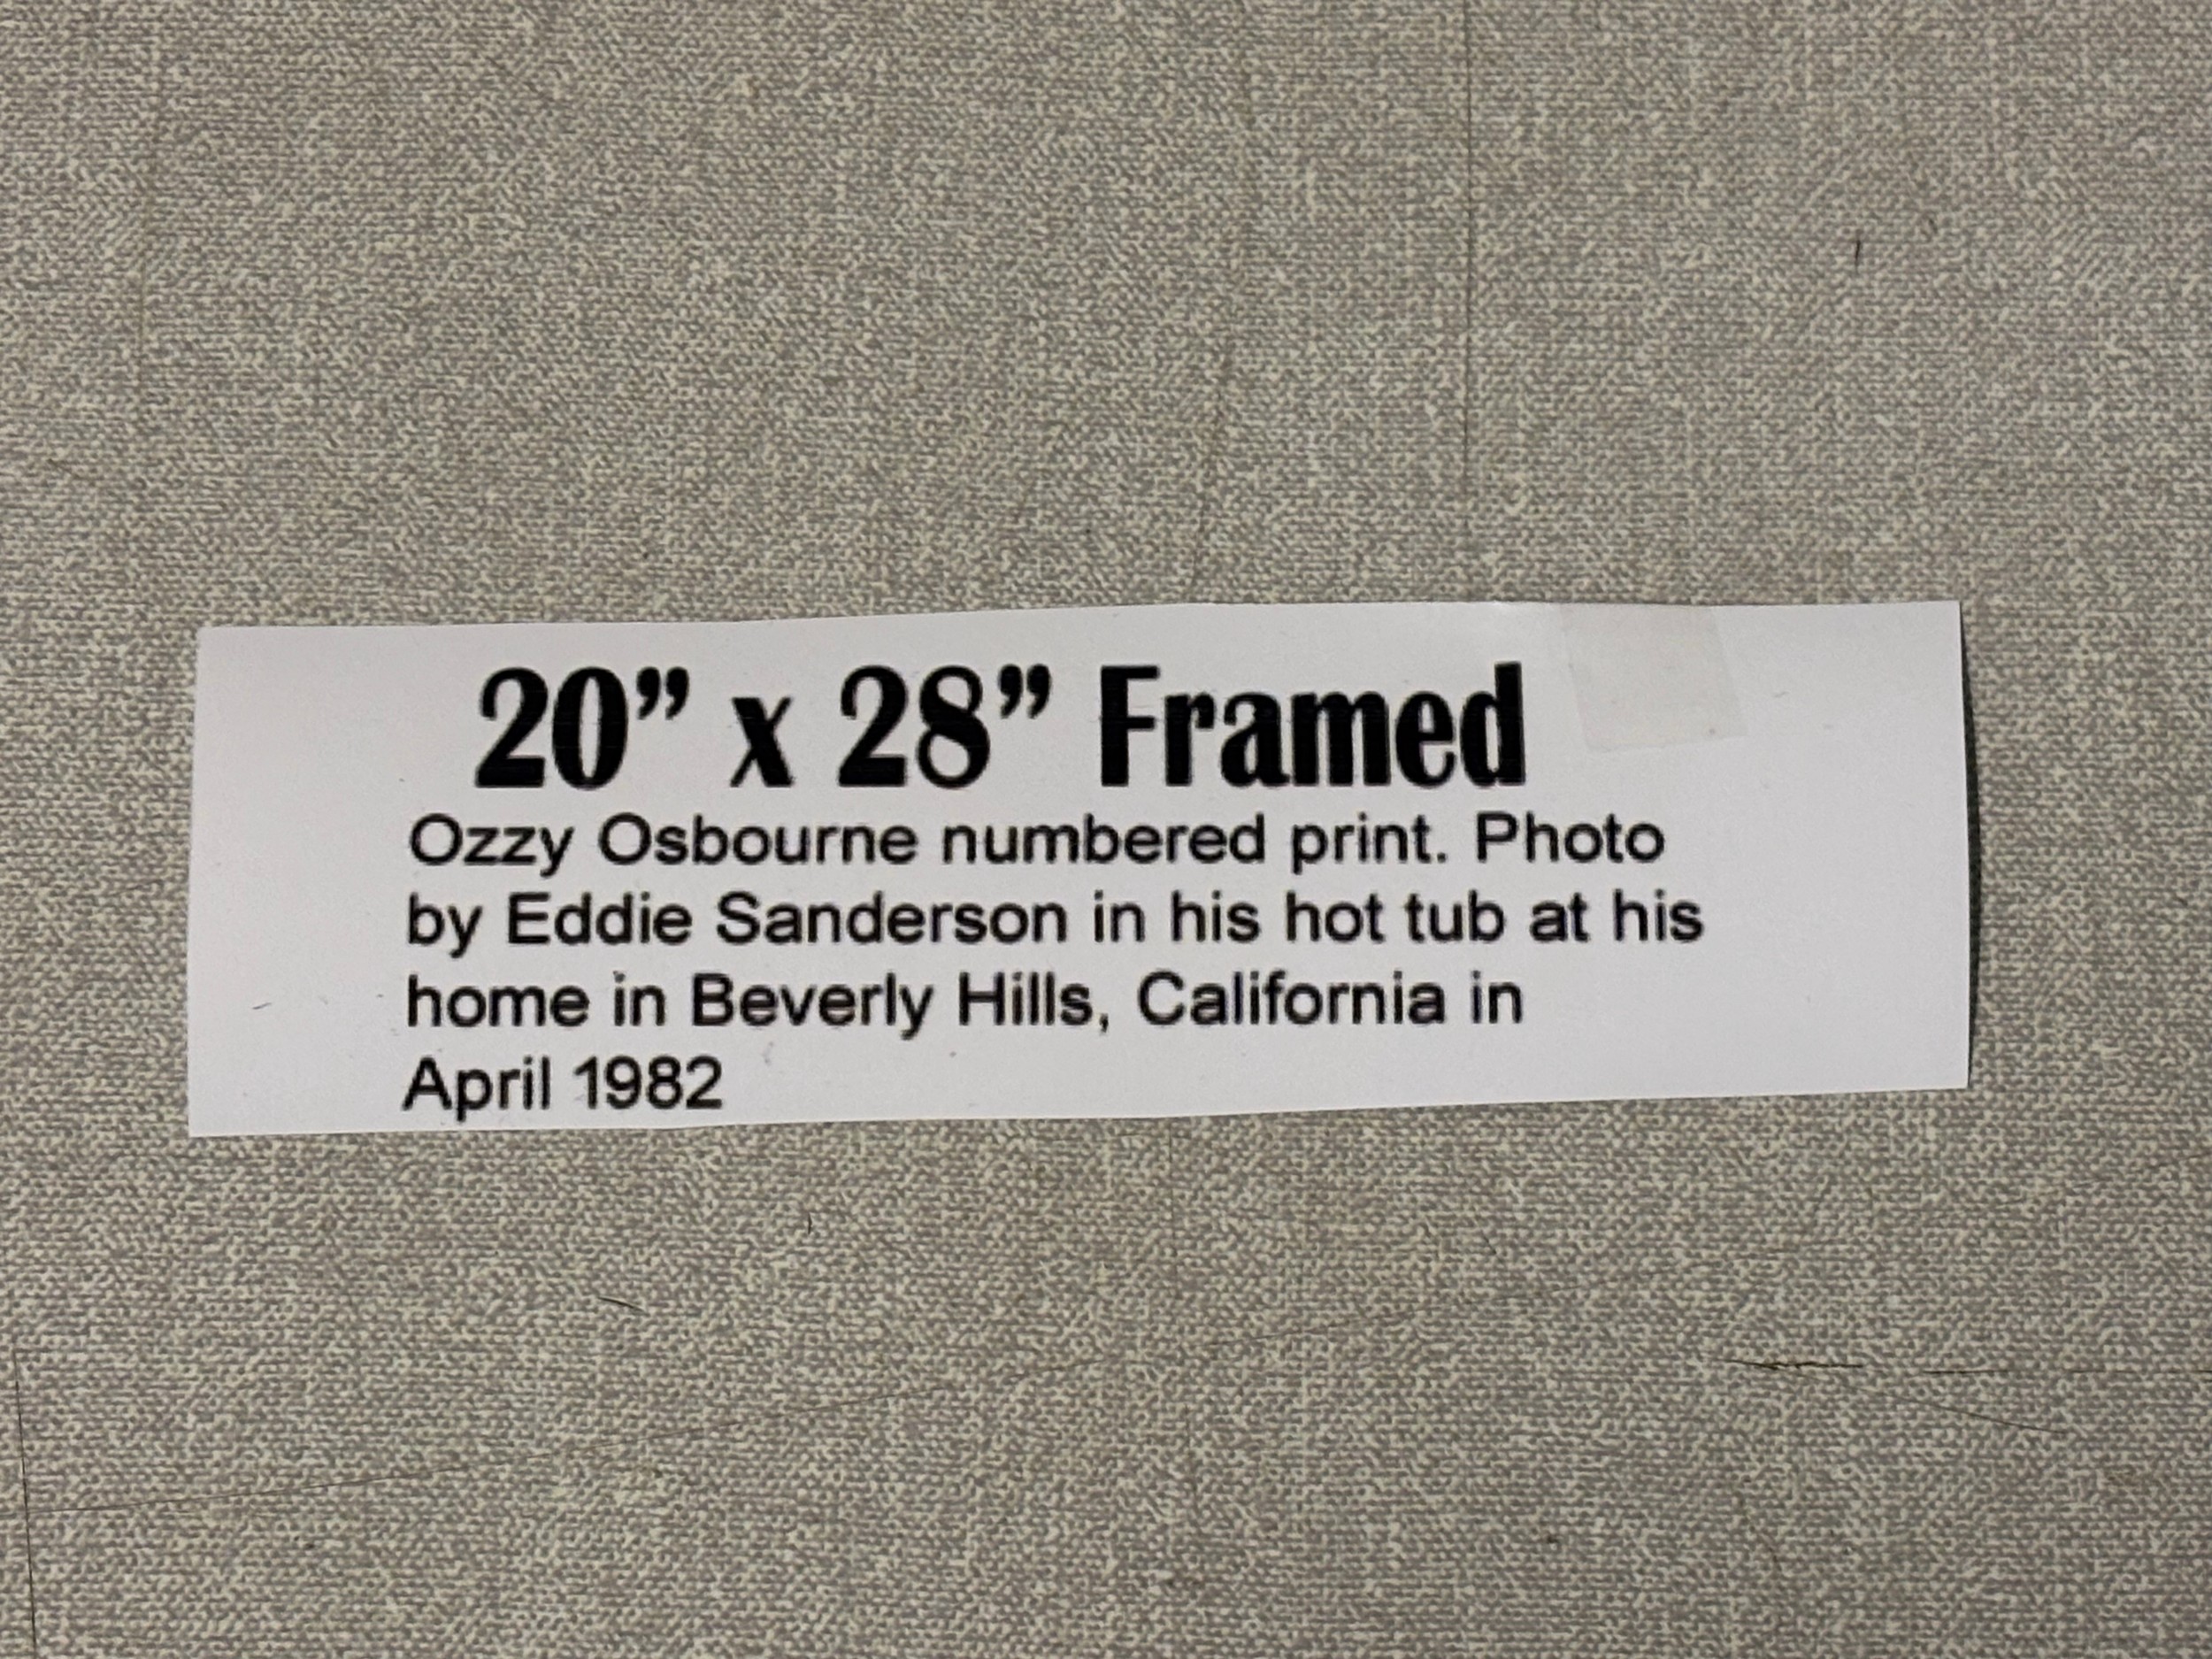 20” x 28” Framed
Ozzy Osbourne numbered print. Photo
by Eddie Sanderson in his hot tub at his
home in Beverly Hills, California in
April 1982